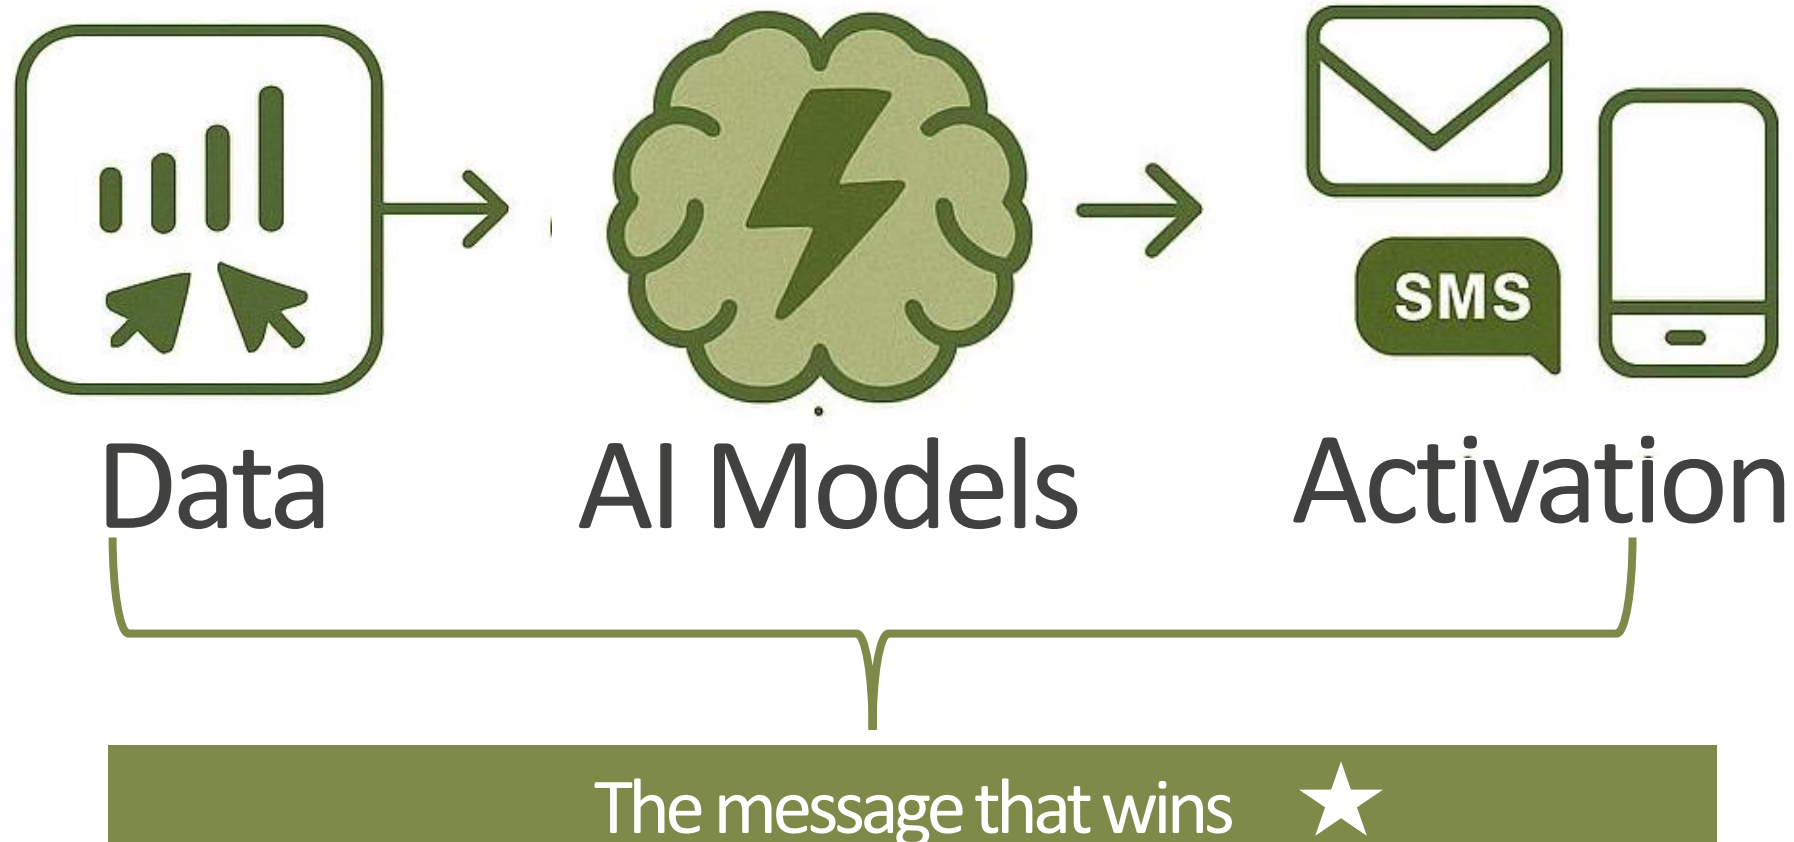 SMS
Data
AI Models
Activation
The message that wins